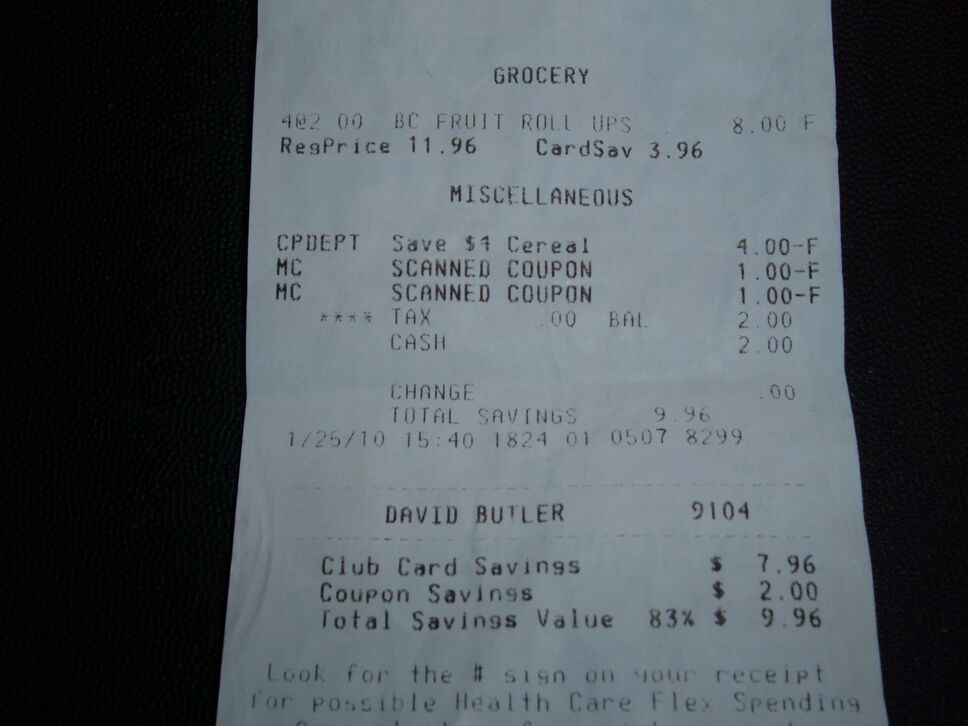 GROCERY
4@2 00 BC FRUIT ROLL UPS 8.00 F
RegPrice 11.96 CardSav 3.96
MISCELLANEOUS
CPDEPT Save $4 Cereal 4.00-F
MC SCANNED COUPON 1.00-F
MC SCANNED COUPON 1.00-F
**** TAX .00 BAL 2.00
CASH 2.00
CHANGE .00
TOTAL SAVINGS 9.96
1/25/10 15:40 1824 01 0507 8299
DAVID BUTLER 9104
Club Card Savings $ 7.96
Coupon Savings $ 2.00
Total Savings Value 83% $ 9.96
Look for the # sign on your receipt
for possible Health Care Flex Spending